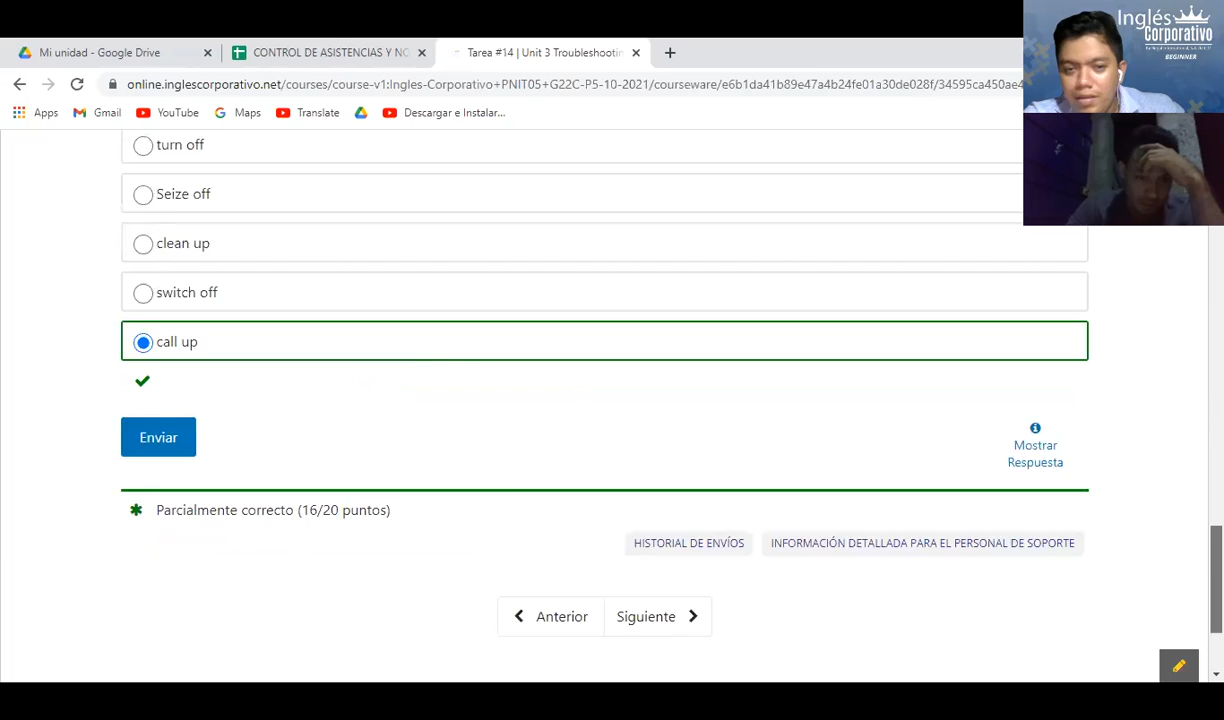 Mi unidad - Google Drive
CONTROL DE ASISTENCIAS Y NO
Tarea #14 | Unit 3 Troubleshootin
online.inglescorporativo.net/courses/course-v1:Ingles-Corporativo+PNIT05+G22C-P5-10-2021/courseware/e6b1da41b89e47a4b24fe01a30de028f/34595ca450ae4
Apps Gmail YouTube Maps Translate Descargar e Instalar...
Inglés
Corporativo
BEGINNER
turn off
Seize off
clean up
switch off
call up
Enviar
Mostrar
Respuesta
Parcialmente correcto (16/20 puntos)
HISTORIAL DE ENVÍOS INFORMACIÓN DETALLADA PARA EL PERSONAL DE SOPORTE
Anterior Siguiente